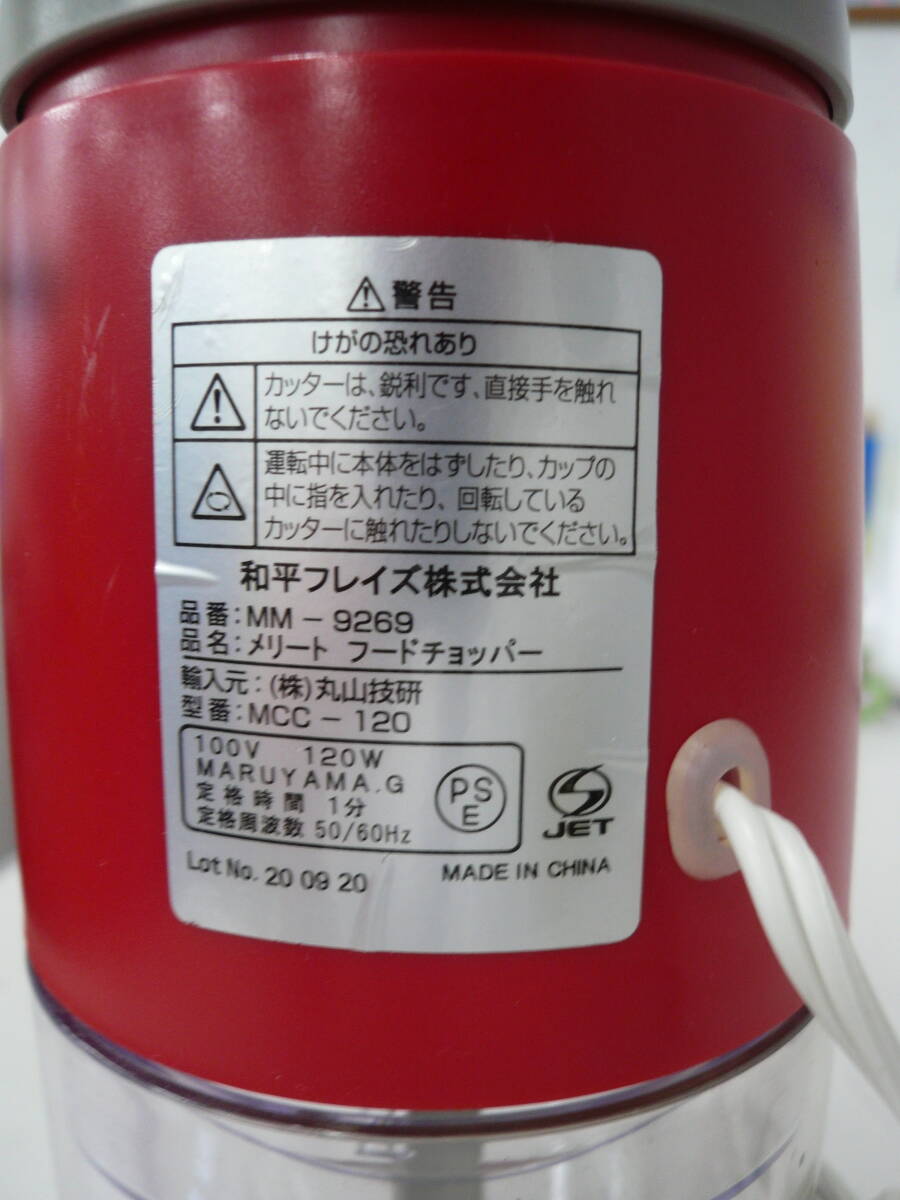 警告
けがの恐れあり
カッターは、鋭利です、直接手を触れ
ないでください。
運転中に本体をはずしたり、カップの
中に指を入れたり、回転している
カッターに触れたりしないでください。
和平フレイズ株式会社
品番:MM-9269
品名:メリート フードチョッパー
輸入元:(株)丸山技研
型番:MCC-120
100V 120W
MARUYAMA.G
定格時間 1分
定格周波数 50/60Hz
PS
E
JET
Lot No. 20 09 20
MADE IN CHINA